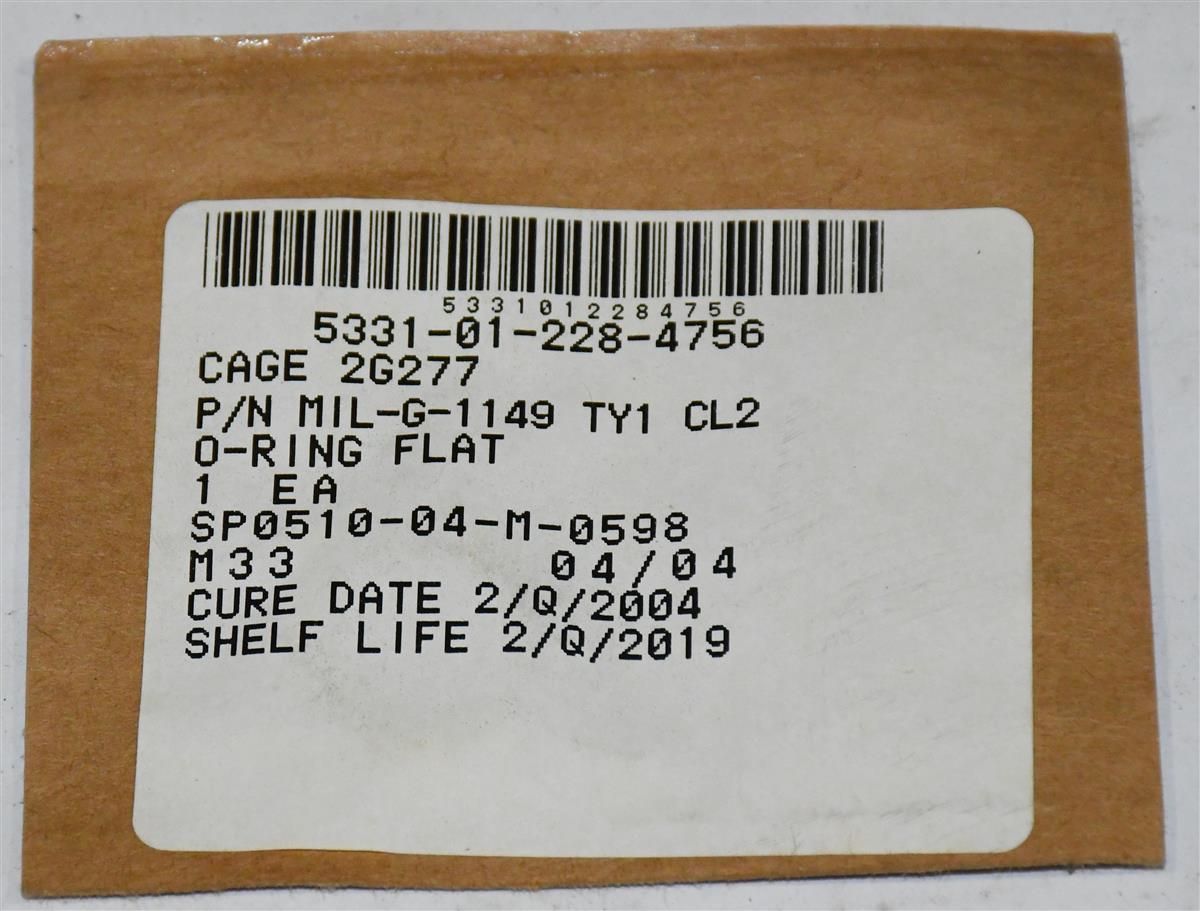 5331012284756
5331-01-228-4756
CAGE 2G277
P/N MIL-G-1149 TY1 CL2
O-RING FLAT
1 EA
SP0510-04-M-0598
M33 04/04
CURE DATE 2/Q/2004
SHELF LIFE 2/Q/2019